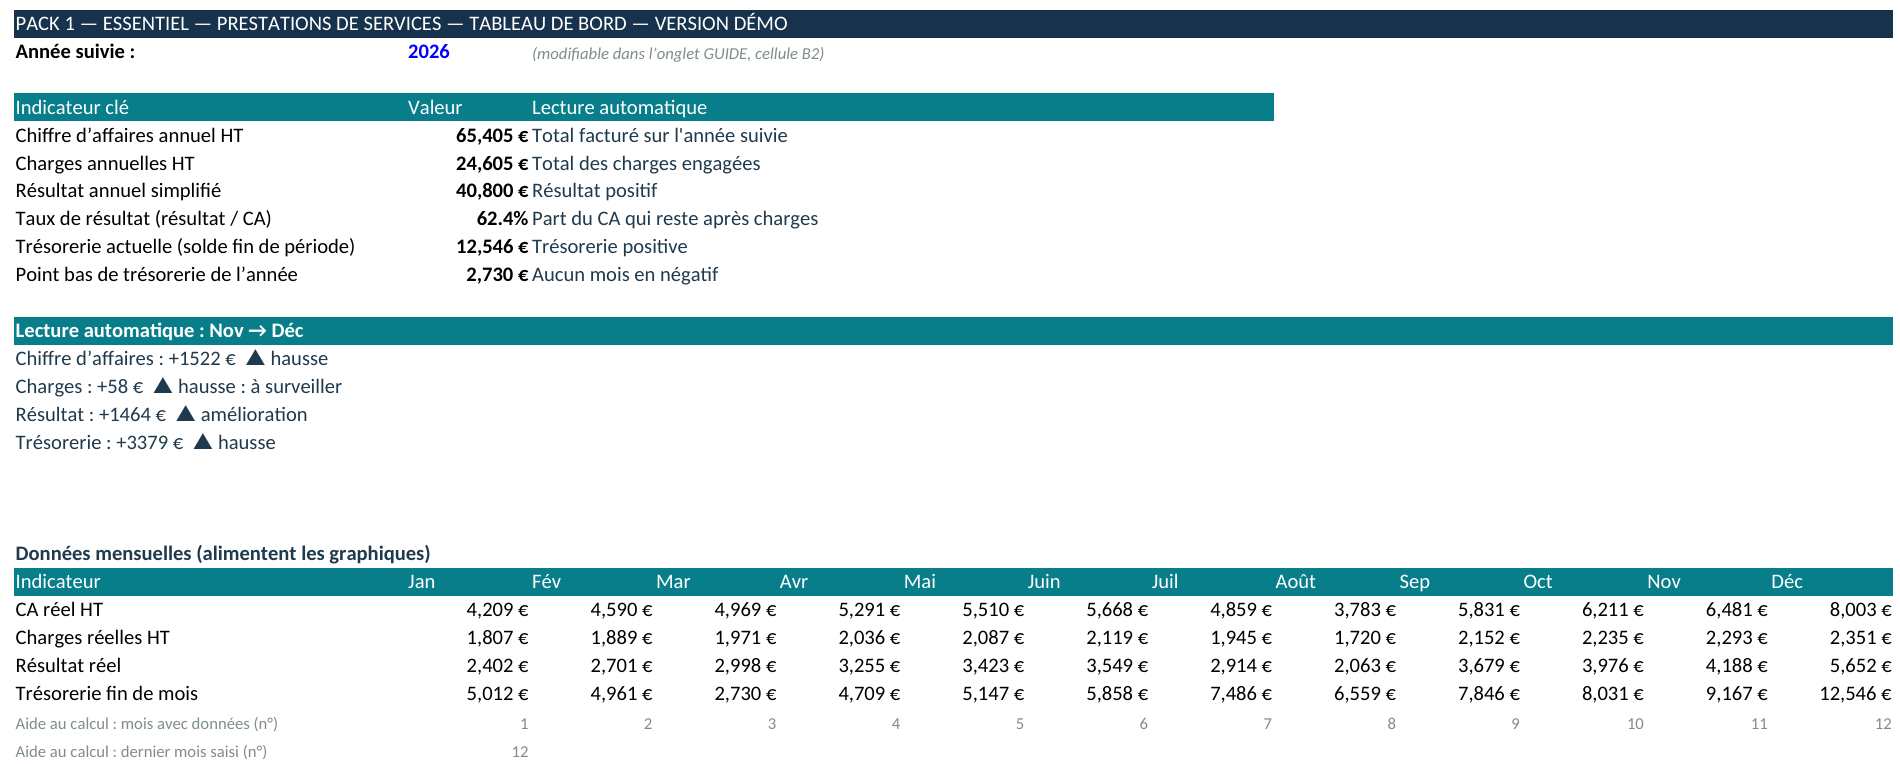 PACK 1 — ESSENTIEL — PRESTATIONS DE SERVICES — TABLEAU DE BORD — VERSION DÉMO
Année suivie : 2026 (modifiable dans l'onglet GUIDE, cellule B2)
Indicateur clé Valeur Lecture automatique
Chiffre d’affaires annuel HT 65,405 € Total facturé sur l'année suivie
Charges annuelles HT 24,605 € Total des charges engagées
Résultat annuel simplifié 40,800 € Résultat positif
Taux de résultat (résultat / CA) 62.4% Part du CA qui reste après charges
Trésorerie actuelle (solde fin de période) 12,546 € Trésorerie positive
Point bas de trésorerie de l’année 2,730 € Aucun mois en négatif
Lecture automatique : Nov → Déc
Chiffre d’affaires : +1522 € ▲ hausse
Charges : +58 € ▲ hausse : à surveiller
Résultat : +1464 € ▲ amélioration
Trésorerie : +3379 € ▲ hausse
Données mensuelles (alimentent les graphiques)
Indicateur Jan Fév Mar Avr Mai Juin Juil Août Sep Oct Nov Déc
CA réel HT 4,209 € 4,590 € 4,969 € 5,291 € 5,510 € 5,668 € 4,859 € 3,783 € 5,831 € 6,211 € 6,481 € 8,003 €
Charges réelles HT 1,807 € 1,889 € 1,971 € 2,036 € 2,087 € 2,119 € 1,945 € 1,720 € 2,152 € 2,235 € 2,293 € 2,351 €
Résultat réel 2,402 € 2,701 € 2,998 € 3,255 € 3,423 € 3,549 € 2,914 € 2,063 € 3,679 € 3,976 € 4,188 € 5,652 €
Trésorerie fin de mois 5,012 € 4,961 € 2,730 € 4,709 € 5,147 € 5,858 € 7,486 € 6,559 € 7,846 € 8,031 € 9,167 € 12,546 €
Aide au calcul : mois avec données (n°) 1 2 3 4 5 6 7 8 9 10 11 12
Aide au calcul : dernier mois saisi (n°) 12